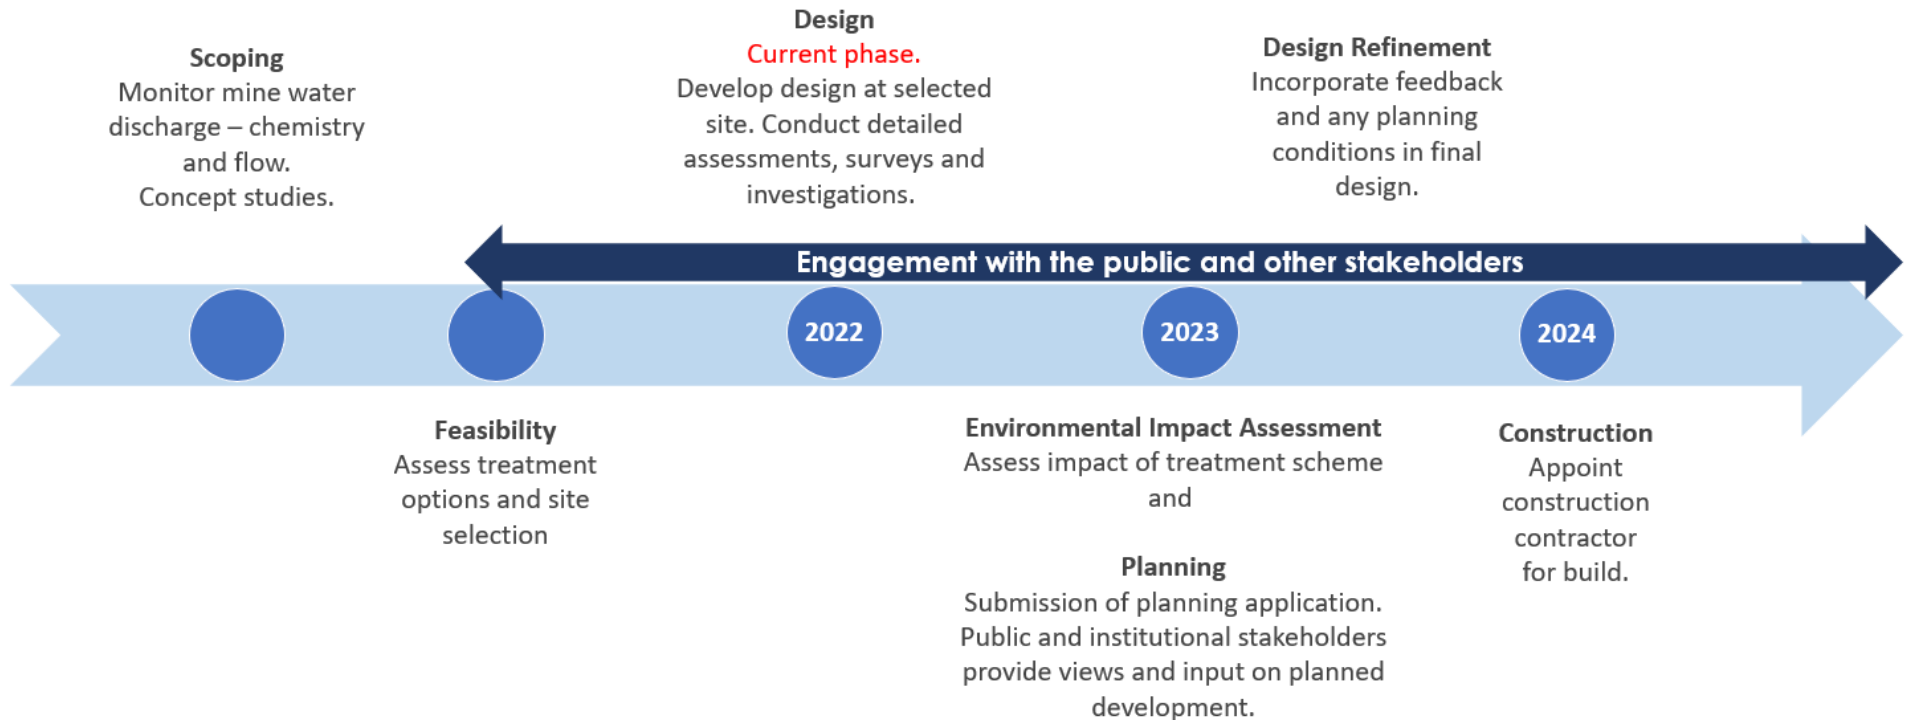 Scoping
Monitor mine water
discharge – chemistry
and flow.
Concept studies.
Design
Current phase.
Develop design at selected
site. Conduct detailed
assessments, surveys and
investigations.
Design Refinement
Incorporate feedback
and any planning
conditions in final
design.
Engagement with the public and other stakeholders
2022
2023
2024
Feasibility
Assess treatment
options and site
selection
Environmental Impact Assessment
Assess impact of treatment scheme
and
Planning
Submission of planning application.
Public and institutional stakeholders
provide views and input on planned
development.
Construction
Appoint
construction
contractor
for build.